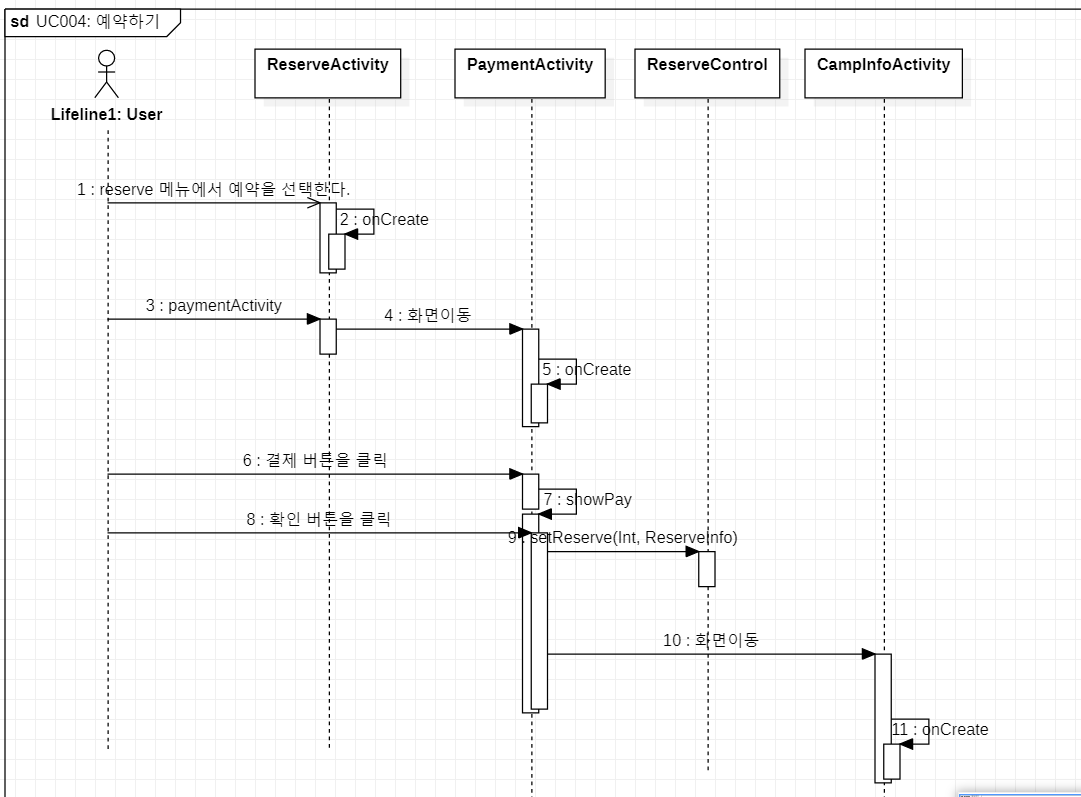 sd UC004: 예약하기
Lifeline1: User
ReserveActivity
PaymentActivity
ReserveControl
CampInfoActivity
1 : reserve 메뉴에서 예약을 선택한다.
2 : onCreate
3 : paymentActivity
4 : 화면이동
5 : onCreate
6 : 결제 버튼을 클릭
7 : showPay
8 : 확인 버튼을 클릭
9 : setReserve(Int, ReserveInfo)
10 : 화면이동
11 : onCreate